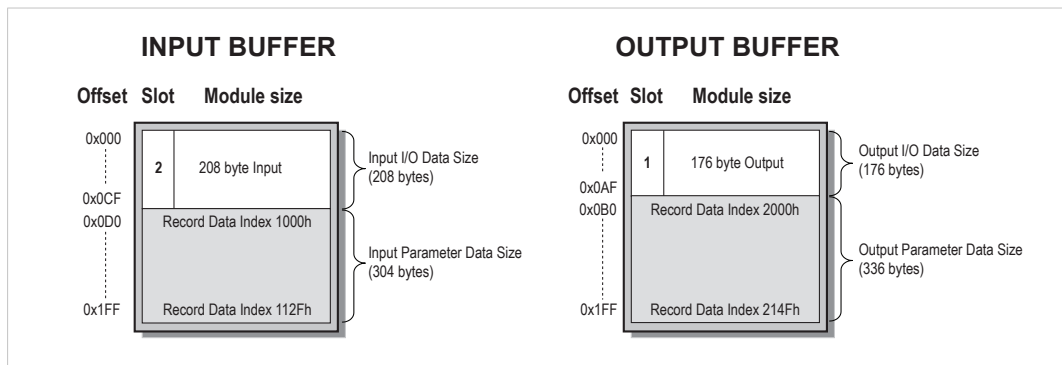 INPUT BUFFER
Offset Slot Module size
0x000
0x0CF
0x0D0
0x1FF
2
208 byte Input
Record Data Index 1000h
Record Data Index 112Fh
Input I/O Data Size
(208 bytes)
Input Parameter Data Size
(304 bytes)
OUTPUT BUFFER
Offset Slot Module size
0x000
0x0AF
0x0B0
0x1FF
1
176 byte Output
Record Data Index 2000h
Record Data Index 214Fh
Output I/O Data Size
(176 bytes)
Output Parameter Data Size
(336 bytes)